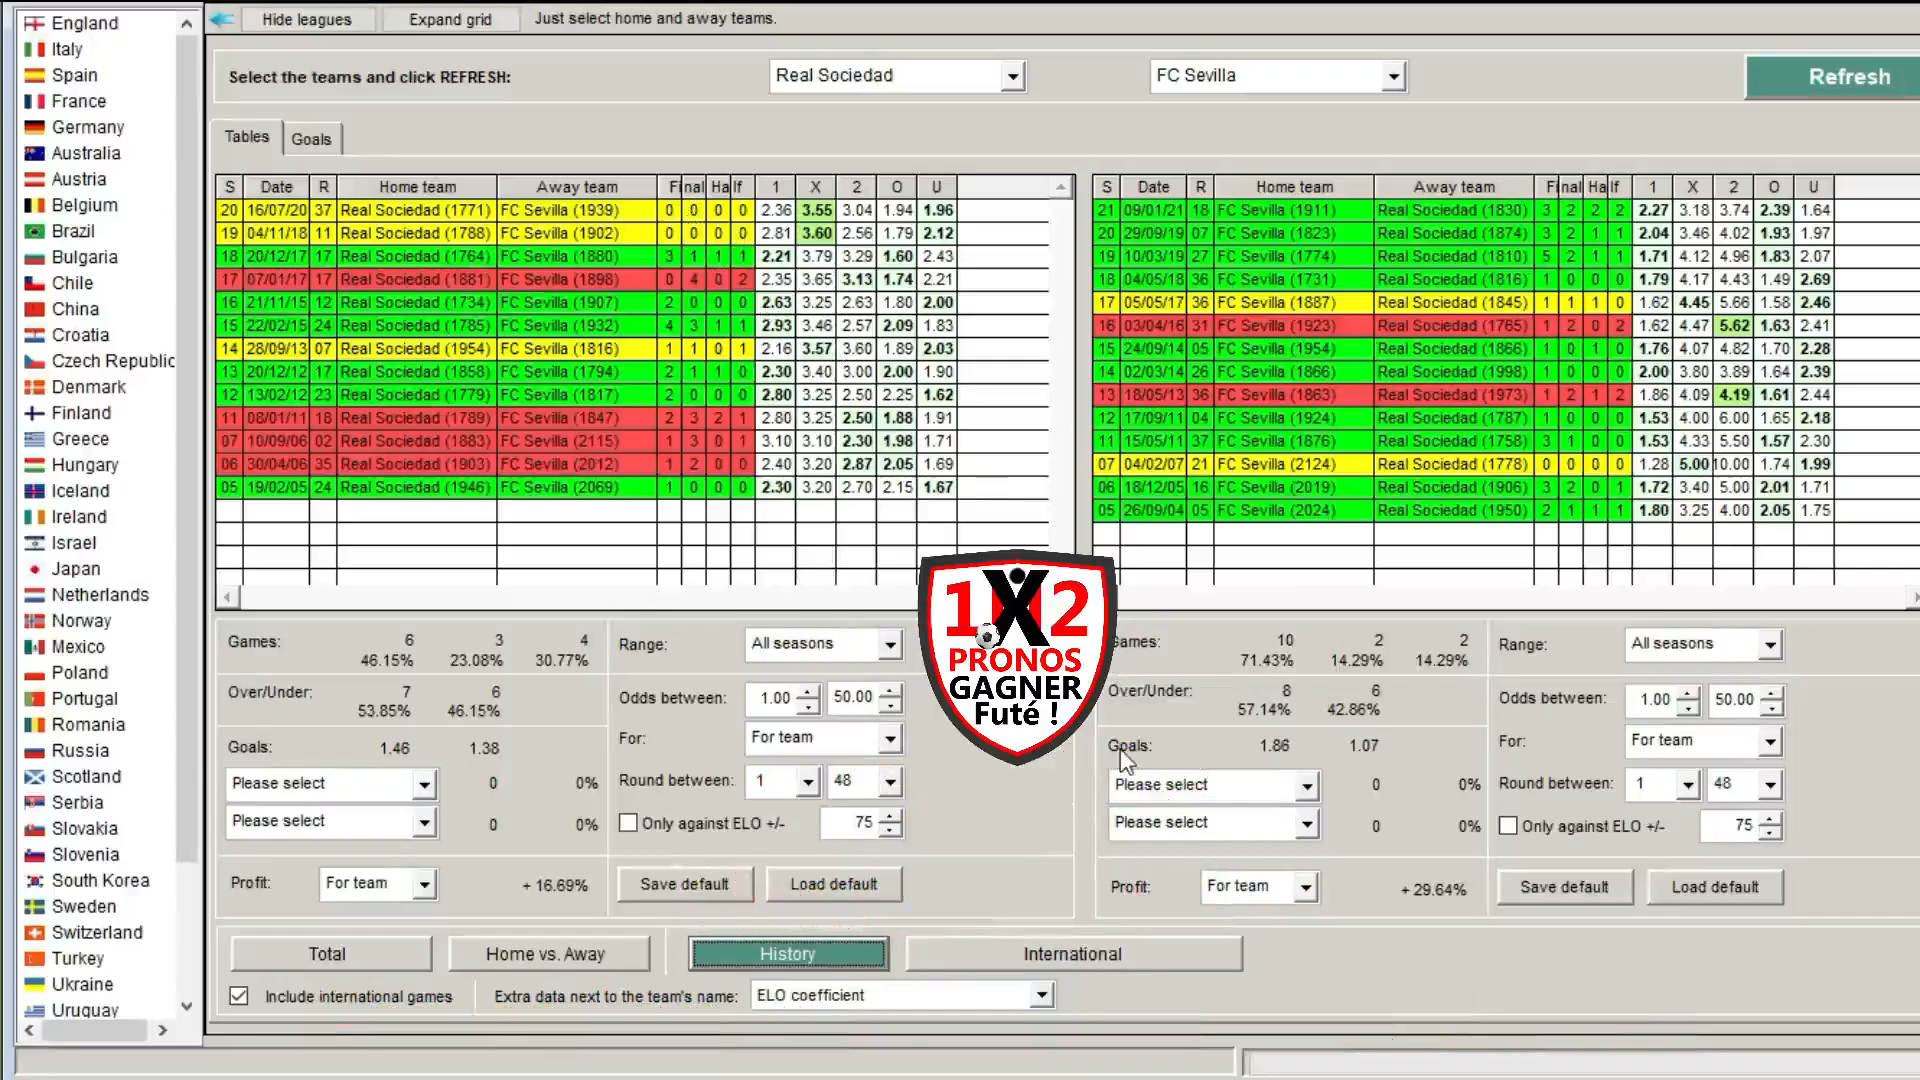 Hide leagues Expand grid Just select home and away teams.
Select the teams and click REFRESH: Real Sociedad FC Sevilla Refresh
Tables Goals
England
Italy
Spain
France
Germany
Australia
Austria
Belgium
Brazil
Bulgaria
Chile
China
Croatia
Czech Republic
Denmark
Finland
Greece
Hungary
Iceland
Ireland
Israel
Japan
Netherlands
Norway
Mexico
Poland
Portugal
Romania
Russia
Scotland
Serbia
Slovakia
Slovenia
South Korea
Sweden
Switzerland
Turkey
Ukraine
Uruguay
S Date R Home team Away team Final Half 1 X 2 O U
20 16/07/20 37 Real Sociedad (1771) FC Sevilla (1939) 0 0 0 0 2.36 3.55 3.04 1.94 1.96
19 04/11/18 11 Real Sociedad (1788) FC Sevilla (1902) 0 0 0 0 2.81 3.60 2.56 1.79 2.12
18 20/12/17 17 Real Sociedad (1764) FC Sevilla (1880) 3 1 1 1 2.21 3.79 3.29 1.60 2.43
17 07/01/17 17 Real Sociedad (1881) FC Sevilla (1898) 0 4 0 2 2.35 3.65 3.13 1.74 2.21
16 21/11/15 12 Real Sociedad (1734) FC Sevilla (1907) 2 0 0 0 2.63 3.25 2.63 1.80 2.00
15 22/02/15 24 Real Sociedad (1785) FC Sevilla (1932) 4 3 1 1 2.93 3.46 2.57 2.09 1.83
14 28/09/13 07 Real Sociedad (1954) FC Sevilla (1816) 1 1 0 1 2.16 3.57 3.60 1.89 2.03
13 20/12/12 17 Real Sociedad (1858) FC Sevilla (1794) 2 1 1 0 2.30 3.40 3.00 2.00 1.90
12 13/02/12 23 Real Sociedad (1779) FC Sevilla (1817) 2 0 0 0 2.80 3.25 2.50 2.25 1.62
11 08/01/11 18 Real Sociedad (1789) FC Sevilla (1847) 2 3 2 1 2.80 3.25 2.50 1.88 1.91
07 10/09/06 02 Real Sociedad (1883) FC Sevilla (2115) 1 3 0 1 3.10 3.10 2.30 1.98 1.71
06 30/04/06 35 Real Sociedad (1903) FC Sevilla (2012) 1 2 0 0 2.40 3.20 2.87 2.05 1.69
05 19/02/05 24 Real Sociedad (1946) FC Sevilla (2069) 1 0 0 0 2.30 3.20 2.70 2.15 1.67
S Date R Home team Away team Final Half 1 X 2 O U
21 09/01/21 18 FC Sevilla (1911) Real Sociedad (1830) 3 2 2 2 2.27 3.18 3.74 2.39 1.64
20 29/09/19 07 FC Sevilla (1823) Real Sociedad (1874) 3 2 1 1 2.04 3.46 4.02 1.93 1.97
19 10/03/19 27 FC Sevilla (1774) Real Sociedad (1810) 5 2 1 1 1.71 4.12 4.96 1.83 2.07
18 04/05/18 36 FC Sevilla (1731) Real Sociedad (1816) 1 0 0 0 1.79 4.17 4.43 1.49 2.69
17 05/05/17 36 FC Sevilla (1887) Real Sociedad (1845) 1 1 1 0 1.62 4.45 5.66 1.58 2.46
16 03/04/16 31 FC Sevilla (1923) Real Sociedad (1765) 1 2 0 2 1.62 4.47 5.62 1.63 2.41
15 24/09/14 05 FC Sevilla (1954) Real Sociedad (1866) 1 0 1 0 1.76 4.07 4.82 1.70 2.28
14 02/03/14 26 FC Sevilla (1866) Real Sociedad (1998) 1 0 0 0 2.00 3.80 3.89 1.64 2.39
13 18/05/13 36 FC Sevilla (1863) Real Sociedad (1973) 1 2 1 2 1.86 4.09 4.19 1.61 2.44
12 17/09/11 04 FC Sevilla (1924) Real Sociedad (1787) 1 0 1 0 1.53 4.00 6.00 1.65 2.18
11 15/05/11 37 FC Sevilla (1876) Real Sociedad (1758) 3 1 0 0 1.53 4.33 5.50 1.57 2.30
07 04/02/07 21 FC Sevilla (2124) Real Sociedad (1778) 0 0 0 0 1.28 5.00 10.00 1.74 1.99
06 18/12/05 16 FC Sevilla (2019) Real Sociedad (1906) 3 2 0 1 1.72 3.40 5.00 2.01 1.71
05 26/09/04 05 FC Sevilla (2024) Real Sociedad (1950) 2 1 1 1 1.80 3.25 4.00 2.05 1.75
Games: 6 3 4
46.15% 23.08% 30.77%
Over/Under: 7 6
53.85% 46.15%
Goals: 1.46 1.38
Please select 0 0%
Please select 0 0%
Profit: For team + 16.69%
Range: All seasons
Odds between: 1.00 50.00
For: For team
Round between: 1 48
Only against ELO +/- 75
Save default Load default
1X2
PRONOS
GAGNER
Futé !
Games: 10 2 2
71.43% 14.29% 14.29%
Over/Under: 8 6
57.14% 42.86%
Goals: 1.86 1.07
Please select 0 0%
Please select 0 0%
Profit: For team + 29.64%
Range: All seasons
Odds between: 1.00 50.00
For: For team
Round between: 1 48
Only against ELO +/- 75
Save default Load default
Total Home vs. Away History International
Include international games Extra data next to the team's name: ELO coefficient